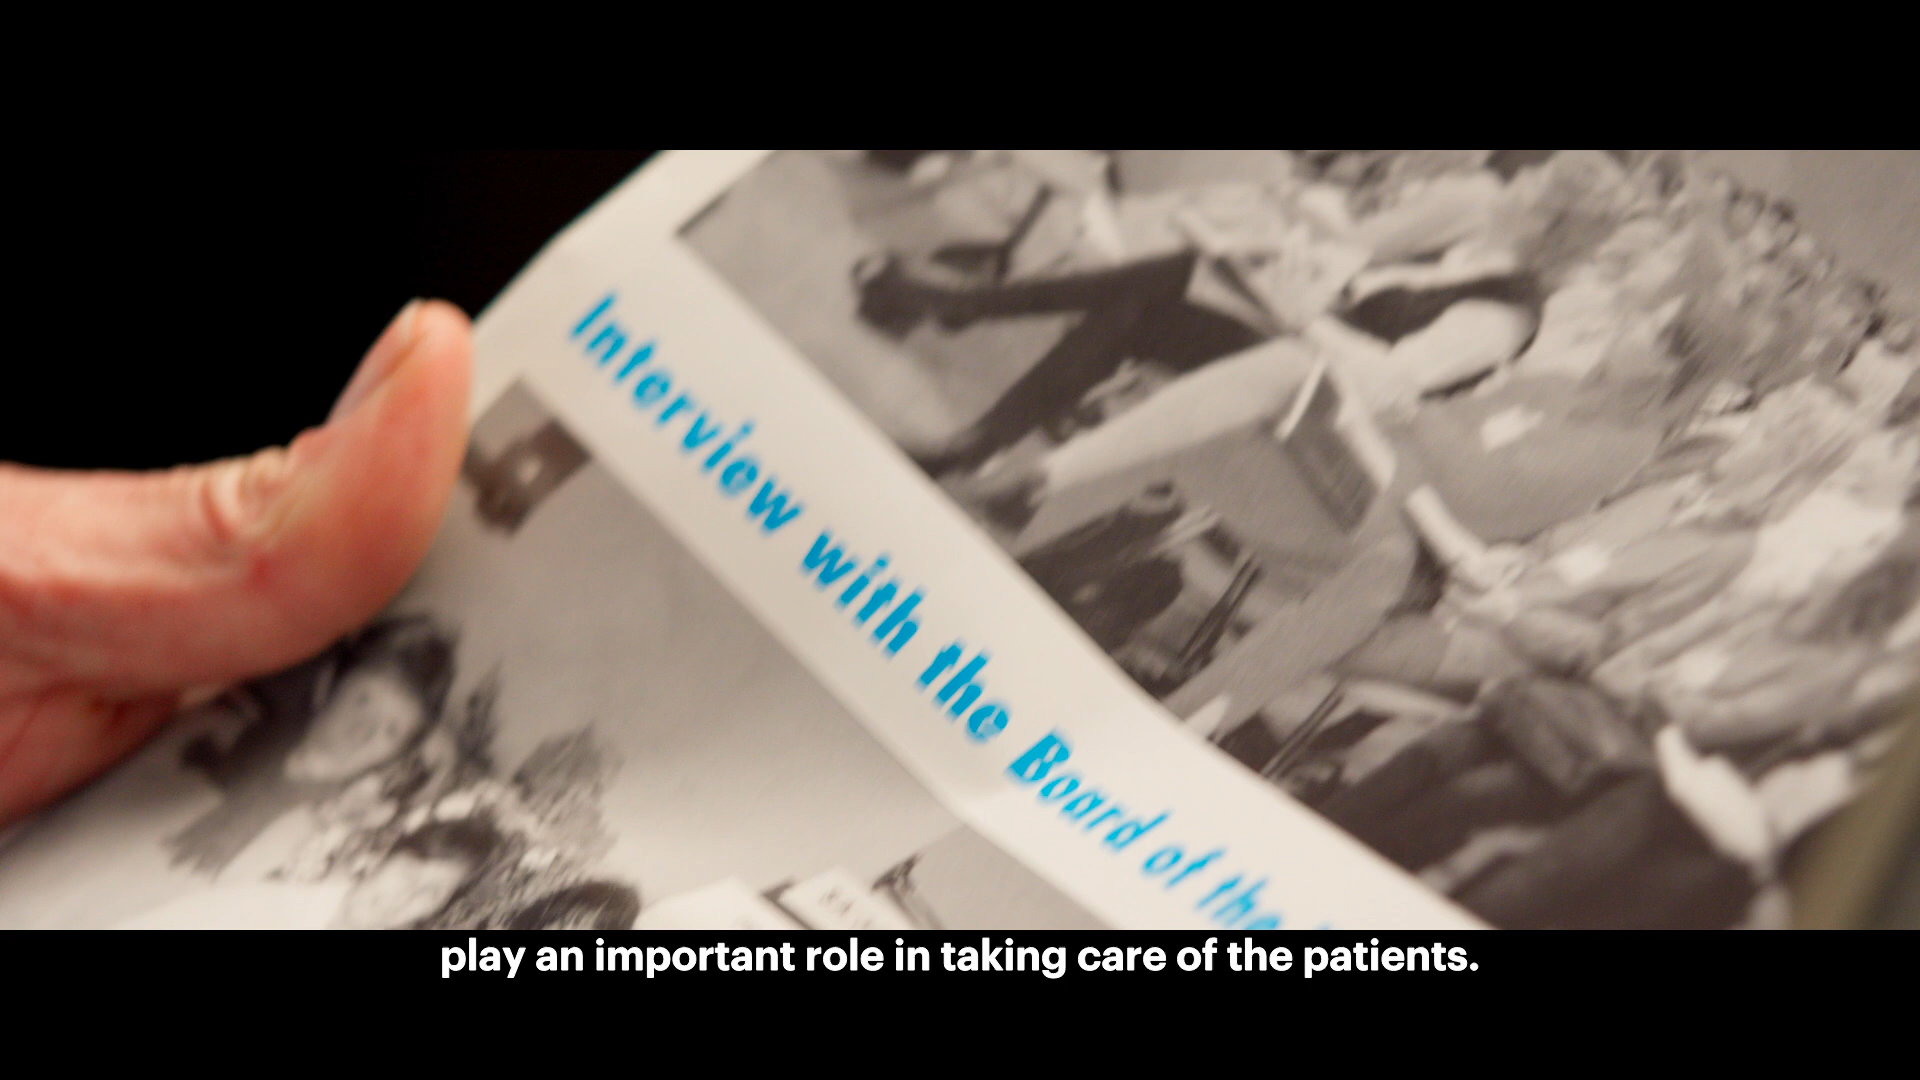 Interview with the Board of the
play an important role in taking care of the patients.